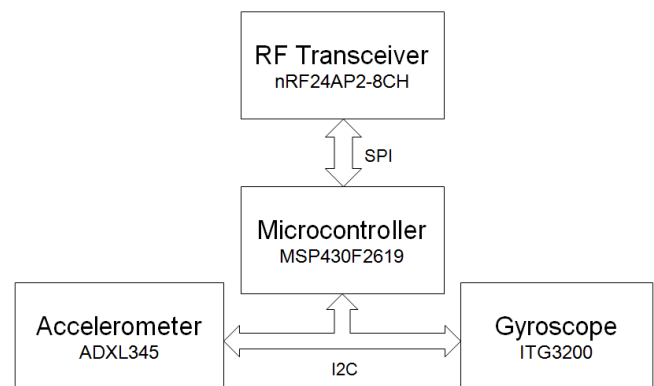 RF Transceiver
nRF24AP2-8CH
SPI
Microcontroller
MSP430F2619
Accelerometer
ADXL345
Gyroscope
ITG3200
I2C